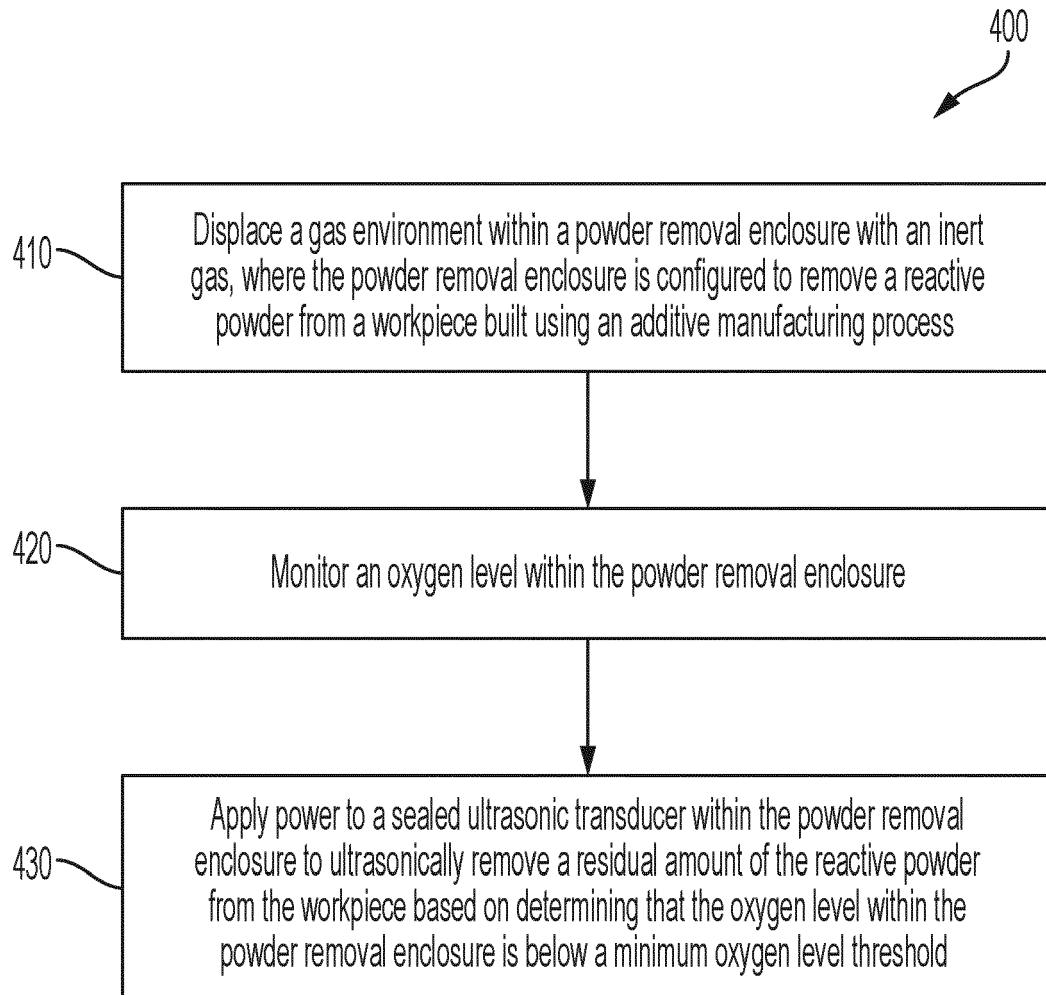 400
410
Displace a gas environment within a powder removal enclosure with an inert
gas, where the powder removal enclosure is configured to remove a reactive
powder from a workpiece built using an additive manufacturing process
420
Monitor an oxygen level within the powder removal enclosure
430
Apply power to a sealed ultrasonic transducer within the powder removal
enclosure to ultrasonically remove a residual amount of the reactive powder
from the workpiece based on determining that the oxygen level within the
powder removal enclosure is below a minimum oxygen level threshold